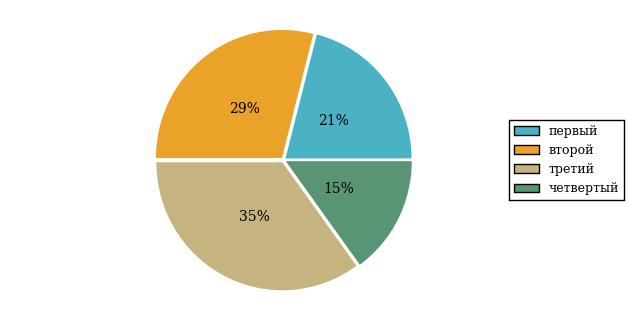 29%
21%
15%
35%
первый
второй
третий
четвертый